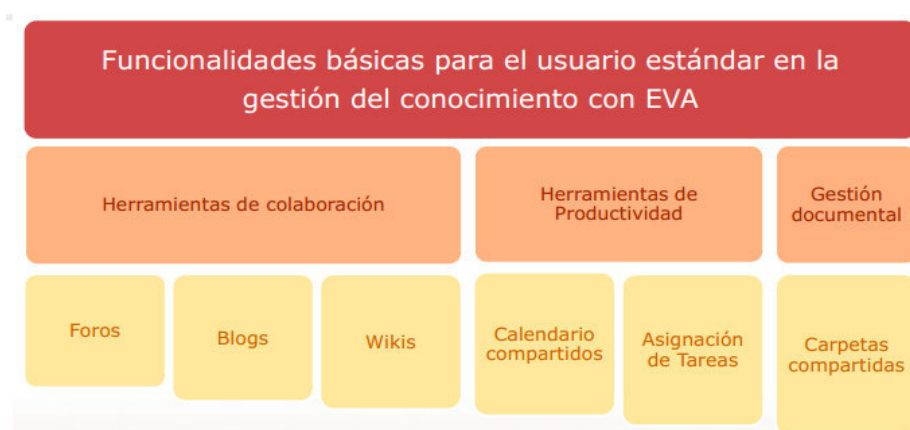 Funcionalidades básicas para el usuario estándar en la
gestión del conocimiento con EVA
Herramientas de colaboración
Herramientas de
Productividad
Gestión
documental
Foros
Blogs
Wikis
Calendario
compartidos
Asignación
de Tareas
Carpetas
compartidas